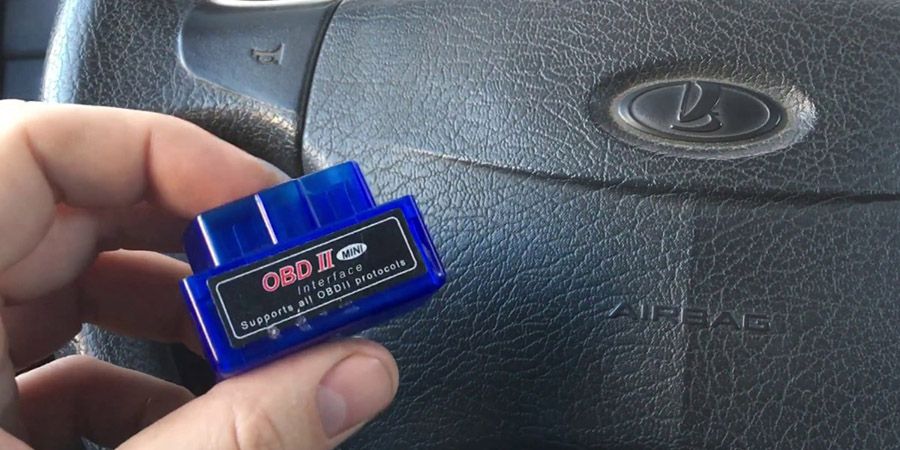 OBD II MINI
Interface
Supports all OBDII protocols
AIRBAG